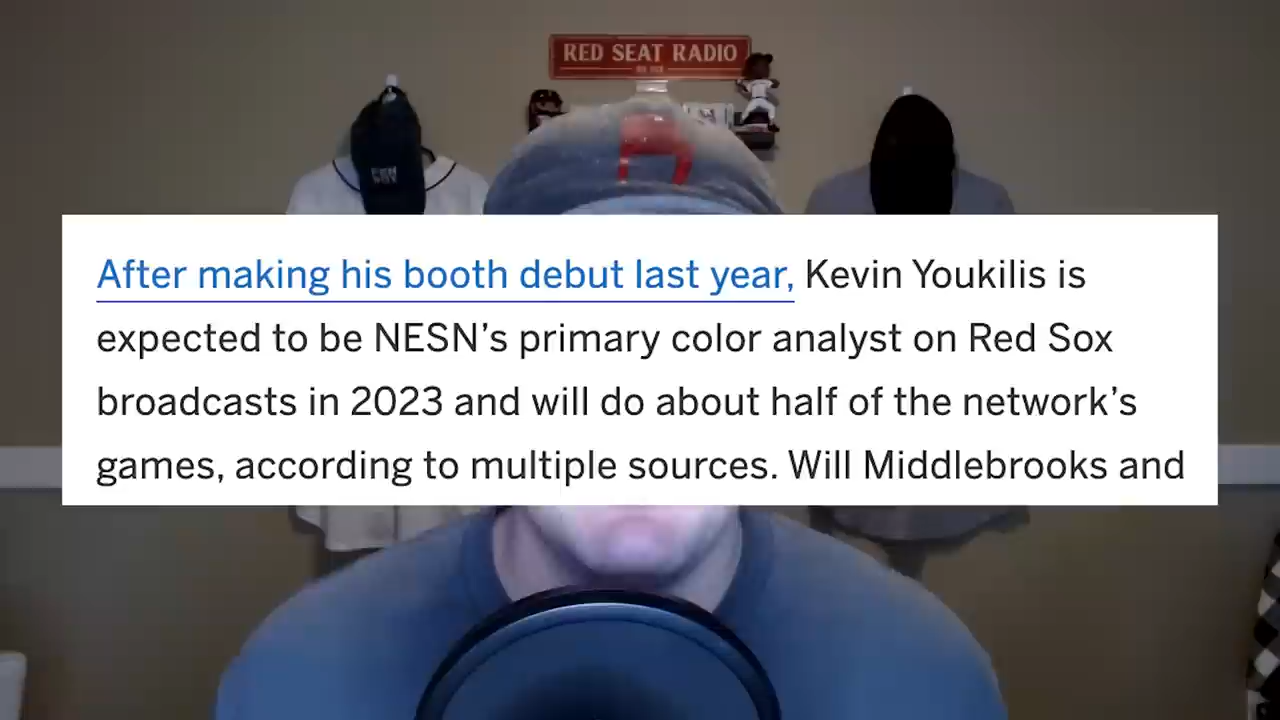 RED SEAT RADIO
After making his booth debut last year, Kevin Youkilis is
expected to be NESN’s primary color analyst on Red Sox
broadcasts in 2023 and will do about half of the network’s
games, according to multiple sources. Will Middlebrooks and